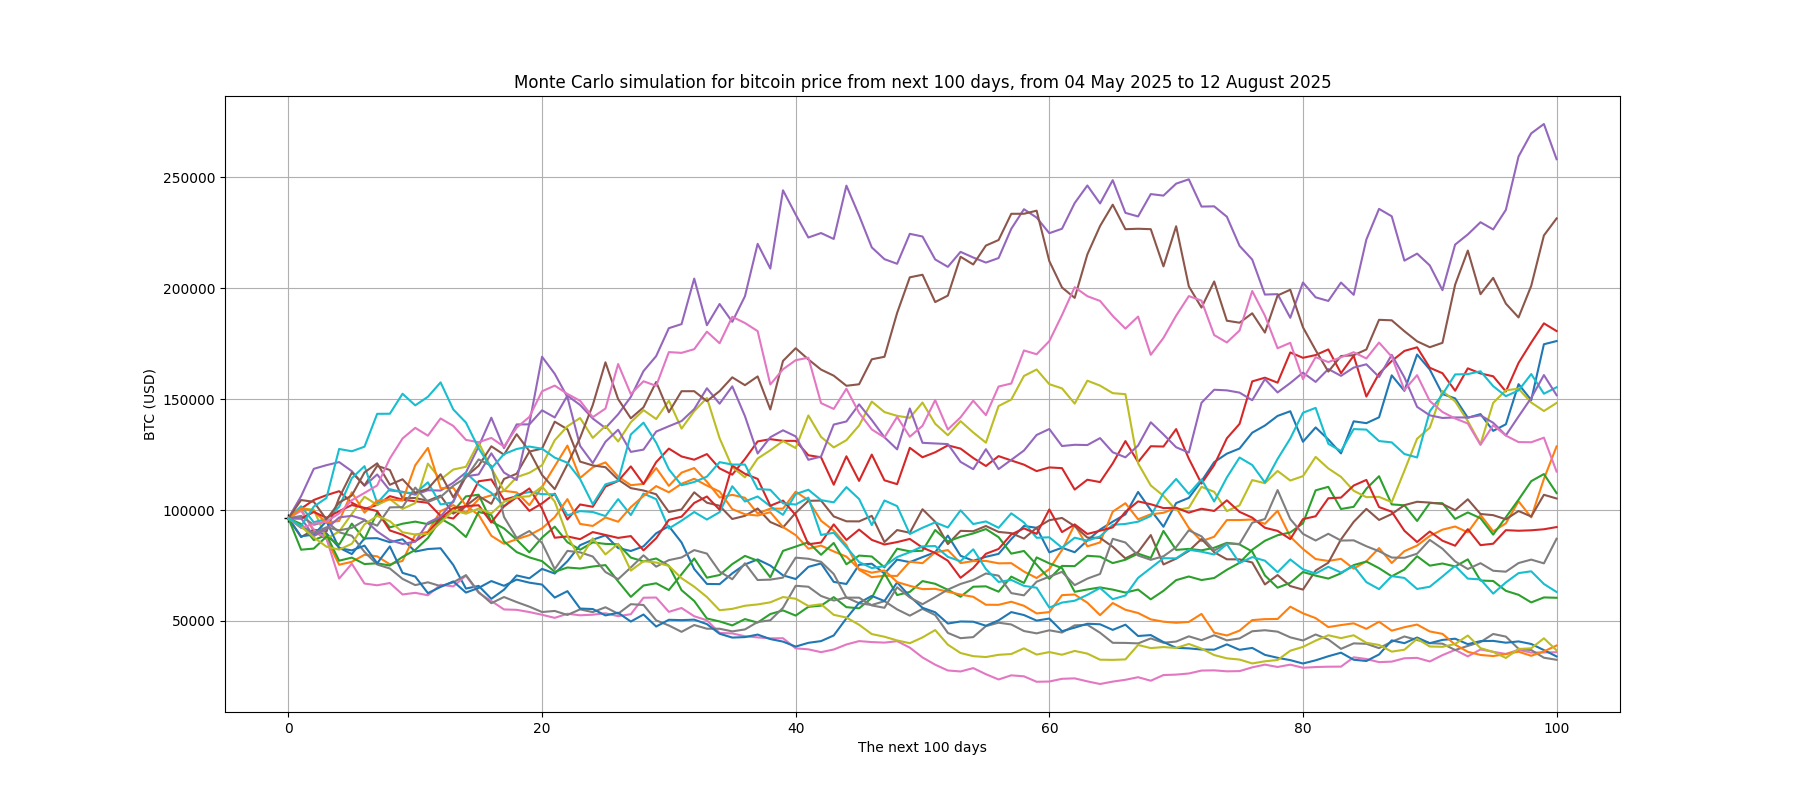 Monte Carlo simulation for bitcoin price from next 100 days, from 04 May 2025 to 12 August 2025
BTC (USD)
250000
200000
150000
100000
50000
0 20 40 60 80 100
The next 100 days